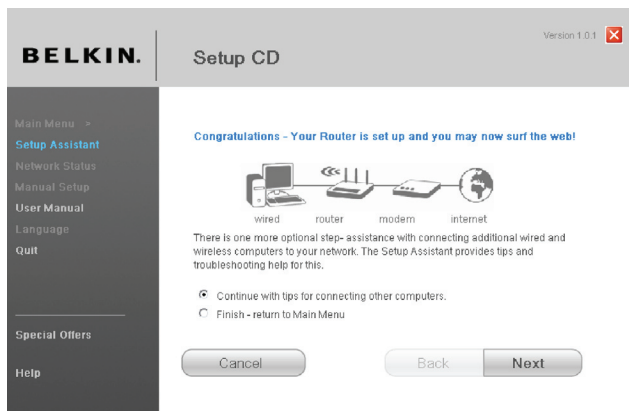 BELKIN.
Setup CD
Version 1.0.1
Main Menu >
Setup Assistant
Network Status
Manual Setup
User Manual
Language
Quit
Special Offers
Help
Congratulations - Your Router is set up and you may now surf the web!
wired router modem internet
There is one more optional step- assistance with connecting additional wired and
wireless computers to your network. The Setup Assistant provides tips and
troubleshooting help for this.
Continue with tips for connecting other computers.
Finish - return to Main Menu
Cancel
Back
Next